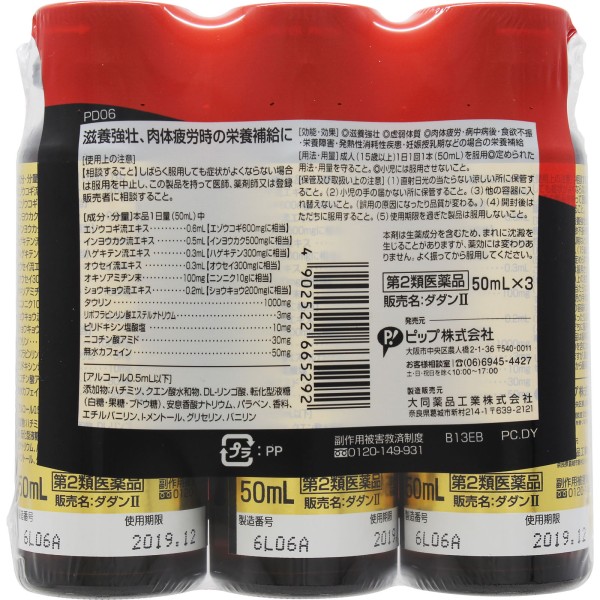 PD06
滋養強壮、肉体疲労時の栄養補給に
[使用上の注意]
【相談すること】しばらく服用しても症状がよくならない場合
は服用を中止し、この製品を持って医師、薬剤師又は登録
販売者に相談すること。
[成分・分量]本品1日量(50mL)中
エゾウコギ流エキス ………… 0.6mL【エゾウコギ600mgに相当】
インヨウカク流エキス ………… 0.5mL【インヨウカク500mgに相当】
ハゲキテン流エキス ………… 0.3mL【ハゲキテン300mgに相当】
オウセイ流エキス ………… 0.3mL【オウセイ300mgに相当】
オキソアミヂン末 ………… 100mg【ニンニク10gに相当】
ショウキョウ流エキス ………… 0.2mL【ショウキョウ200mgに相当】
タウリン ………… 1000mg
リボフラビンリン酸エステルナトリウム ………… 3mg
ピリドキシン塩酸塩 ………… 10mg
ニコチン酸アミド ………… 30mg
無水カフェイン ………… 50mg
[アルコール0.5mL以下]
添加物:ハチミツ、クエン酸水和物、DL-リンゴ酸、転化型液糖
(白糖・果糖・ブドウ糖)、安息香酸ナトリウム、パラベン、香料、
エチルバニリン、l-メントール、グリセリン、バニリン
[効能・効果]◎滋養強壮◎虚弱体質◎肉体疲労・病中病後・食欲不振
・栄養障害・発熱性消耗性疾患・妊娠授乳期などの場合の栄養補給
[用法・用量]成人(15歳以上)1日1回1本(50mL)を服用◎定められた
用法・用量を守ること。◎小児には服用させないこと。
[保管及び取扱い上の注意](1)直射日光の当たらない涼しい所に保管す
ること。(2)小児の手の届かない所に保管すること。(3)他の容器に入
れ替えないこと。(誤用の原因になったり品質が変わる。)(4)開封後は
ただちに服用すること。(5)使用期限を過ぎた製品は服用しないこと。
本剤は生薬成分を含むため、まれに沈澱を
生じることがありますが、薬効には変わりあ
りません。よく振ってから服用してください。
4902522665292
第2類医薬品 50mL×3
販売名:ダダンⅡ
発売元
P! ピップ株式会社
大阪市中央区農人橋2-1-36 〒540-0011
お客様相談室 ☎(06)6945-4427
土・日・祝日を除く10:00~17:00
製造販売元
大同薬品工業株式会社
奈良県葛城市新村214-1 〒639-2121
プラ :PP
副作用被害救済制度
☎0120-149-931
B13EB PC.DY
50mL 第2類医薬品 販売名:ダダンⅡ
製造番号 使用期限
6L06A 2019.12
50mL 第2類医薬品 販売名:ダダンⅡ
製造番号 使用期限
6L06A 2019.12
50mL 第2類医薬品 販売名:ダダンⅡ
製造番号 使用期限
6L06A 2019.12